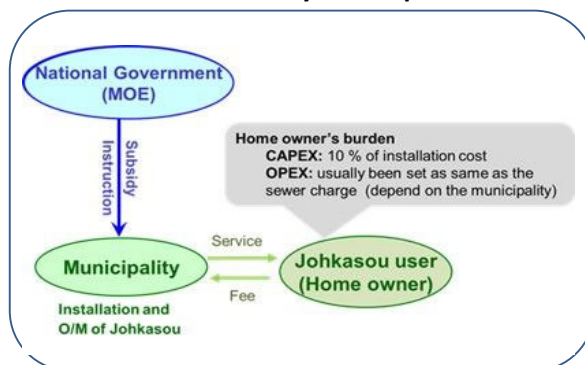 National Government
(MOE)
Subsidy
Instruction
Home owner's burden
CAPEX: 10 % of installation cost
OPEX: usually been set as same as the
sewer charge (depend on the municipality)
Municipality
Service
Fee
Johkasou user
(Home owner)
Installation and
O/M of Johkasou